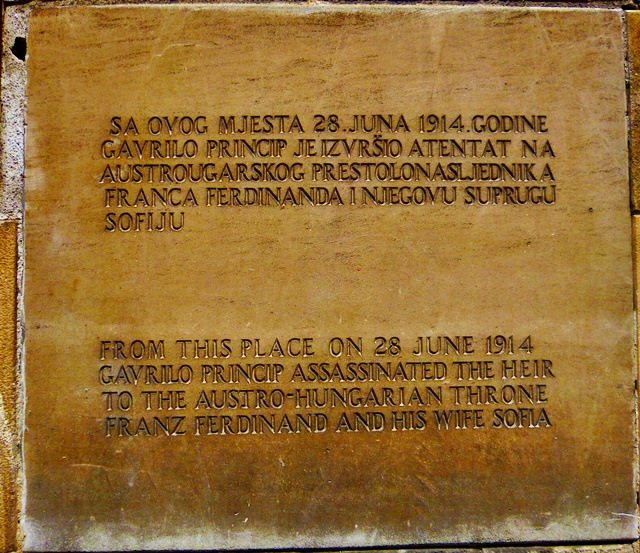 SA OVOG MJESTA 28. JUNA 1914. GODINE
GAVRILO PRINCIP JE IZVRŠIO ATENTAT NA
AUSTROUGARSKOG PRESTOLONASLJEDNIKA
FRANCA FERDINANDA I NJEGOVU SUPRUGU
SOFIJU
FROM THIS PLACE ON 28 JUNE 1914
GAVRILO PRINCIP ASSASSINATED THE HEIR
TO THE AUSTRO-HUNGARIAN THRONE
FRANZ FERDINAND AND HIS WIFE SOFIA